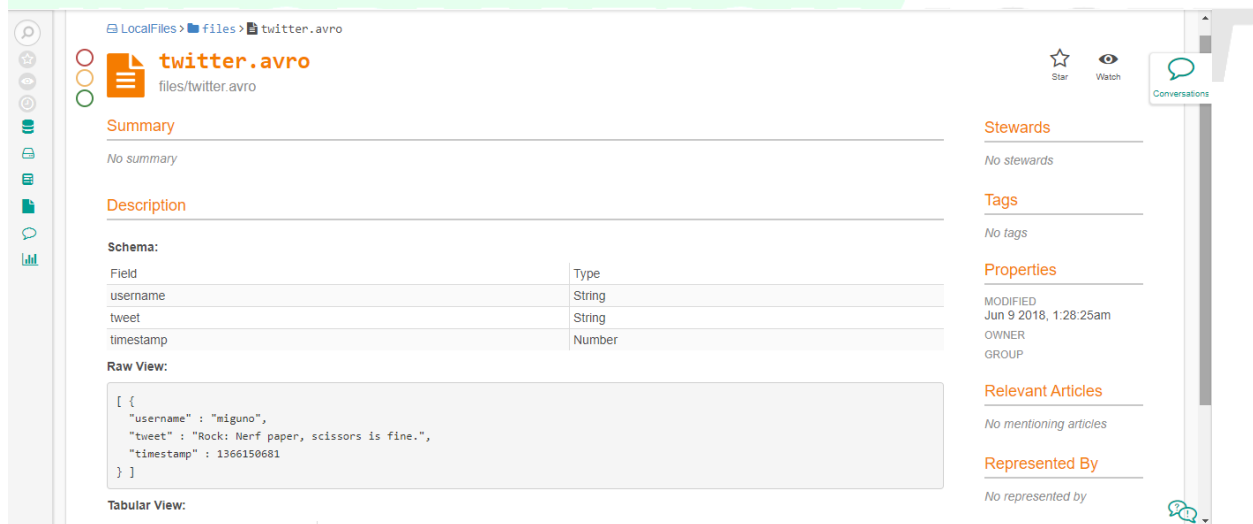 LocalFiles > files > twitter.avro
twitter.avro
files/twitter.avro
Star
Watch
Conversations
Summary
No summary
Description
Schema:
Field Type
username String
tweet String
timestamp Number
Raw View:
[ {
"username" : "miguno",
"tweet" : "Rock: Nerf paper, scissors is fine.",
"timestamp" : 1366150681
} ]
Tabular View:
Stewards
No stewards
Tags
No tags
Properties
MODIFIED
Jun 9 2018, 1:28:25am
OWNER
GROUP
Relevant Articles
No mentioning articles
Represented By
No represented by